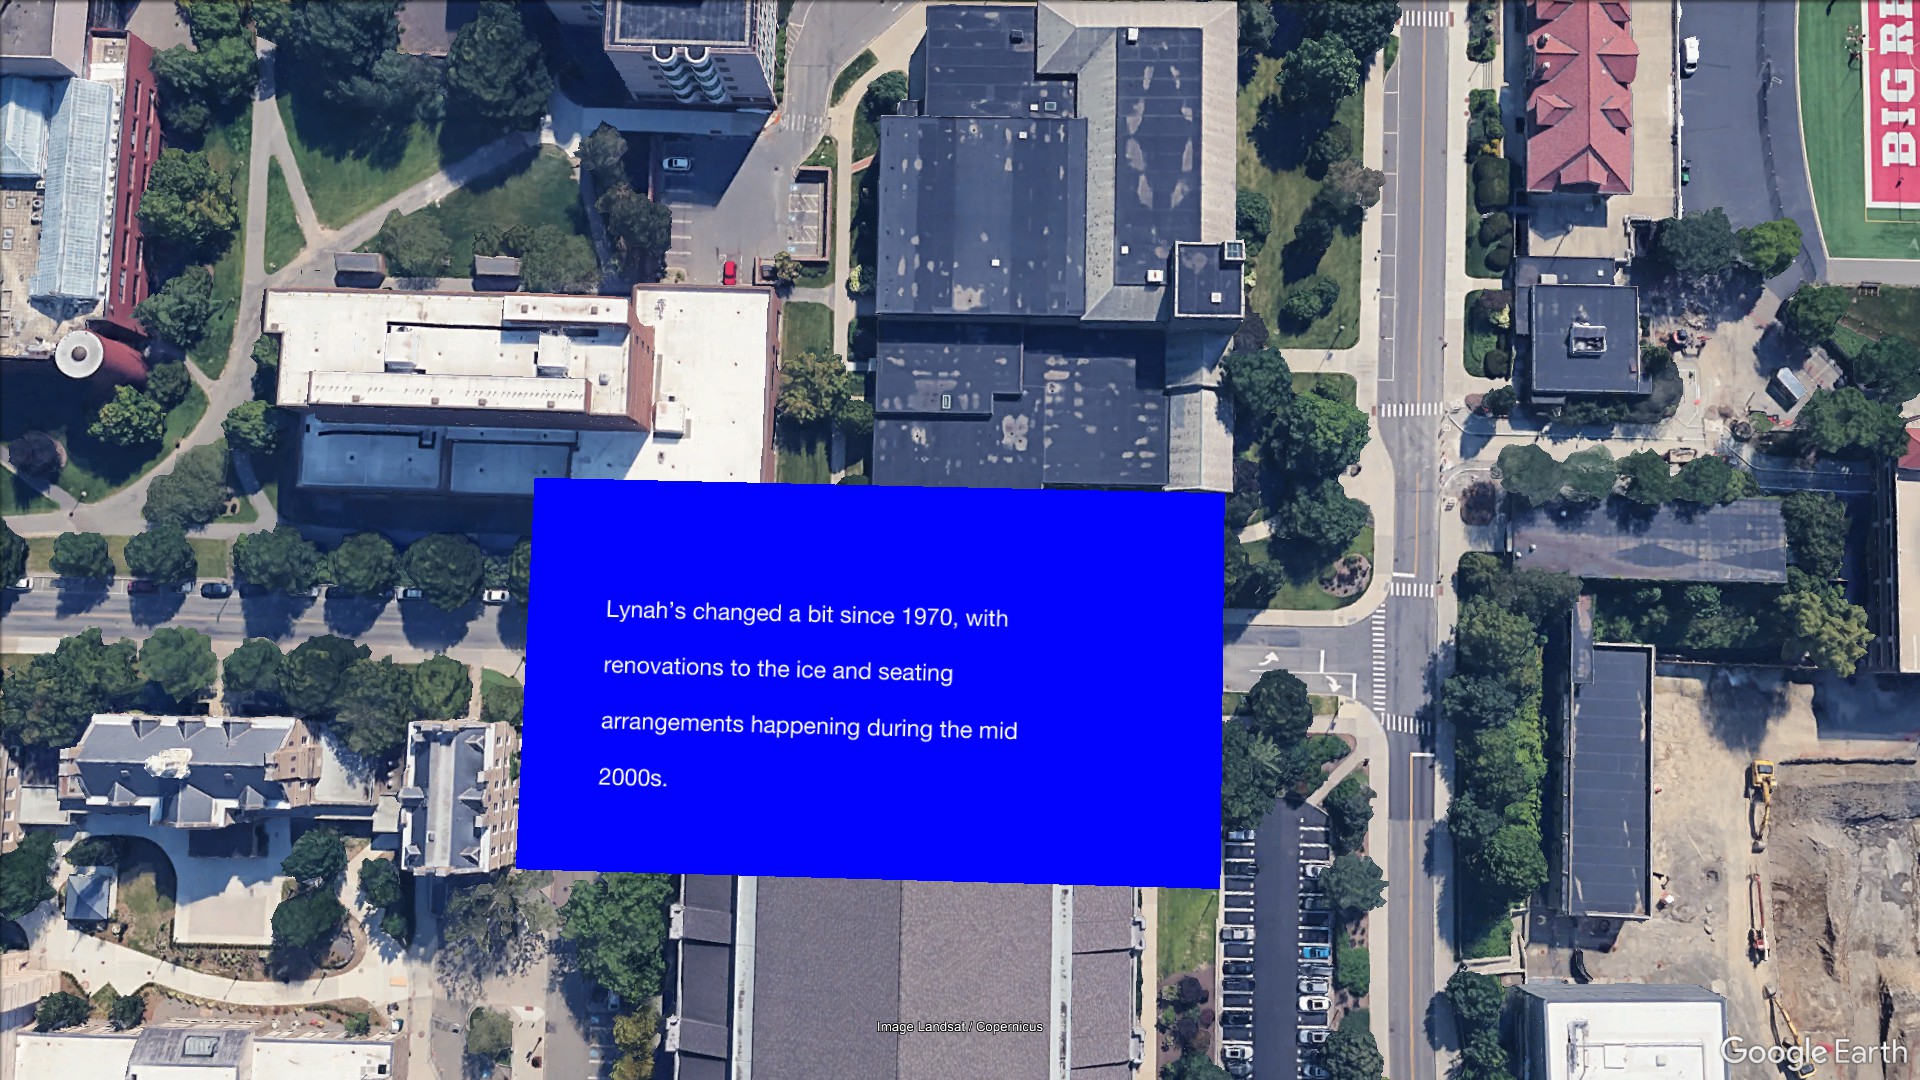 BIG RE
Lynah’s changed a bit since 1970, with
renovations to the ice and seating
arrangements happening during the mid
2000s.
Image Landsat / Copernicus
Google Earth